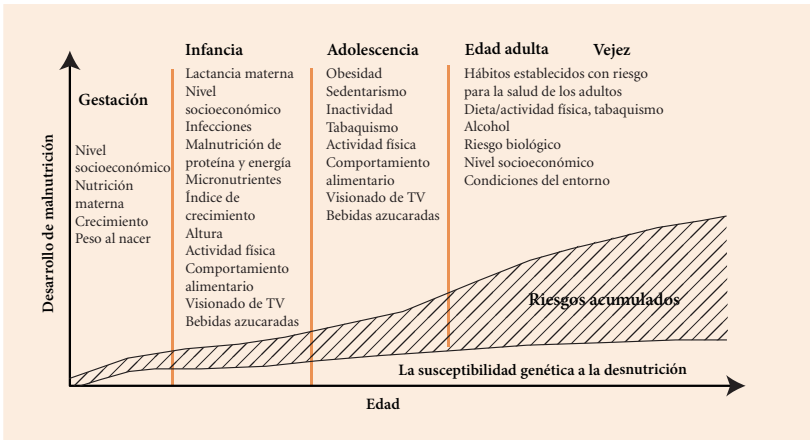 Desarrollo de malnutrición
Gestación
Nivel
socioeconómico
Nutrición
materna
Crecimiento
Peso al nacer
Infancia
Lactancia materna
Nivel
socioeconómico
Infecciones
Malnutrición de
proteína y energía
Micronutrientes
Índice de
crecimiento
Altura
Actividad física
Comportamiento
alimentario
Visionado de TV
Bebidas azucaradas
Adolescencia
Obesidad
Sedentarismo
Inactividad
Tabaquismo
Actividad física
Comportamiento
alimentario
Visionado de TV
Bebidas azucaradas
Edad adulta Vejez
Hábitos establecidos con riesgo
para la salud de los adultos
Dieta/actividad física, tabaquismo
Alcohol
Riesgo biológico
Nivel socioeconómico
Condiciones del entorno
Riesgos acumulados
La susceptibilidad genética a la desnutrición
Edad